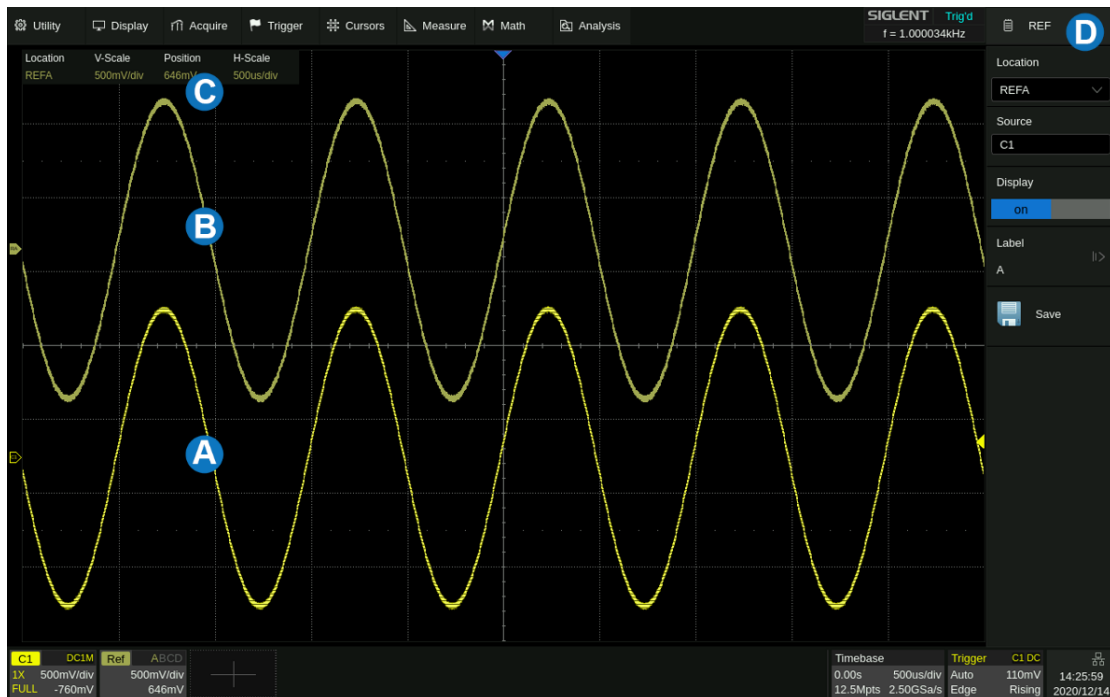 Utility Display Acquire Trigger Cursors Measure Math Analysis
SIGLENT Trig'd
f = 1.000034kHz
REF
D
Location V-Scale Position H-Scale
REFA 500mV/div 646mV 500us/div
C
B
A
Location
REFA
Source
C1
Display
on
Label
A
Save
C1 DC1M
1X 500mV/div
FULL -760mV
Ref ABCD
500mV/div
646mV
Timebase
0.00s 500us/div
12.5Mpts 2.50GSa/s
Trigger C1 DC
Auto 110mV
Edge Rising
14:25:59
2020/12/14